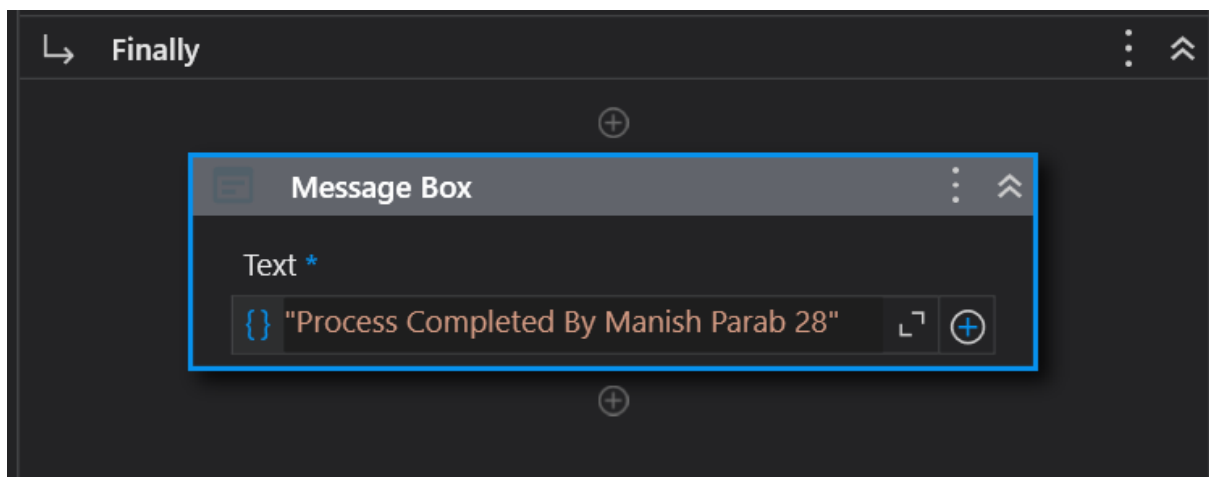 Finally
Message Box
Text *
{} "Process Completed By Manish Parab 28"